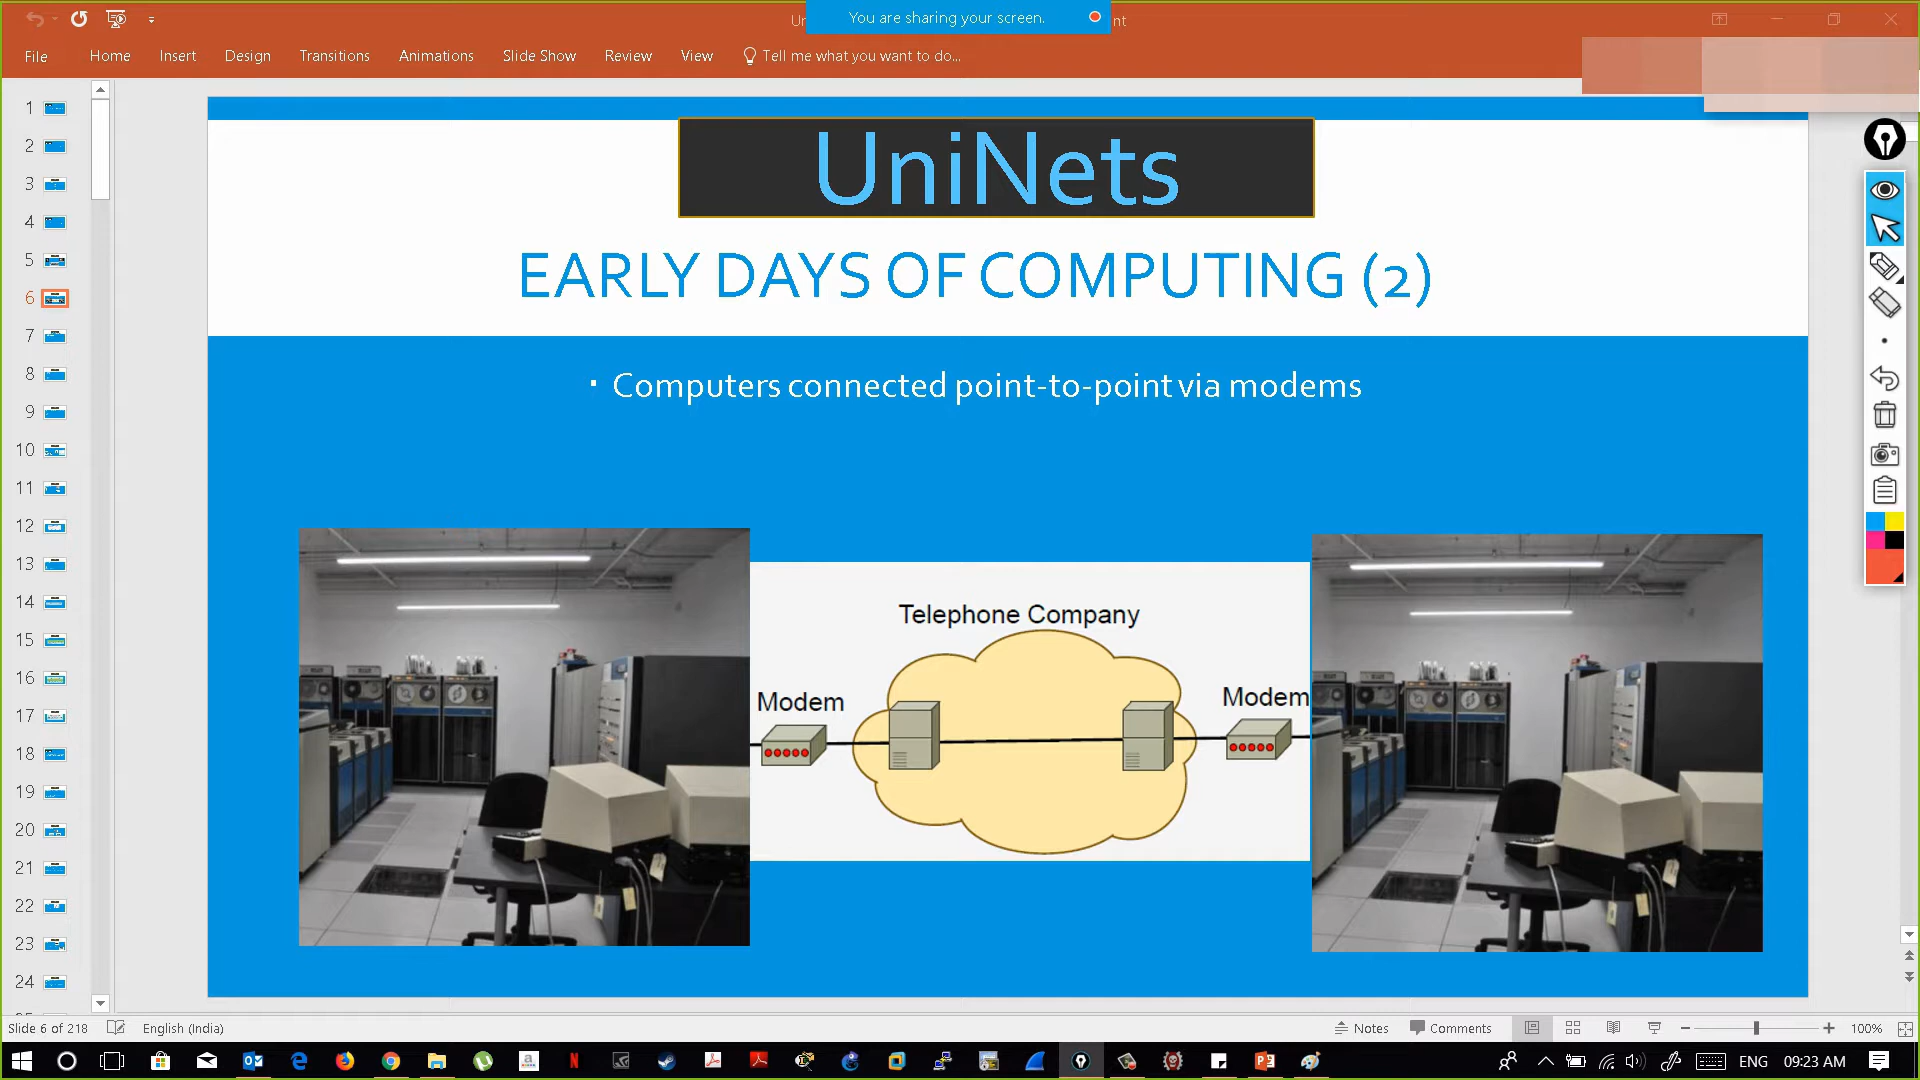 You are sharing your screen.
Un
nt
File Home Insert Design Transitions Animations Slide Show Review View Tell me what you want to do...
1
2
3
4
5
6
7
8
9
10
11
12
13
14
15
16
17
18
19
20
21
22
23
24
UniNets
EARLY DAYS OF COMPUTING (2)
▪ Computers connected point-to-point via modems
Telephone Company
Modem
Modem
Slide 6 of 218 English (India) Notes Comments 100%
ENG 09:23 AM